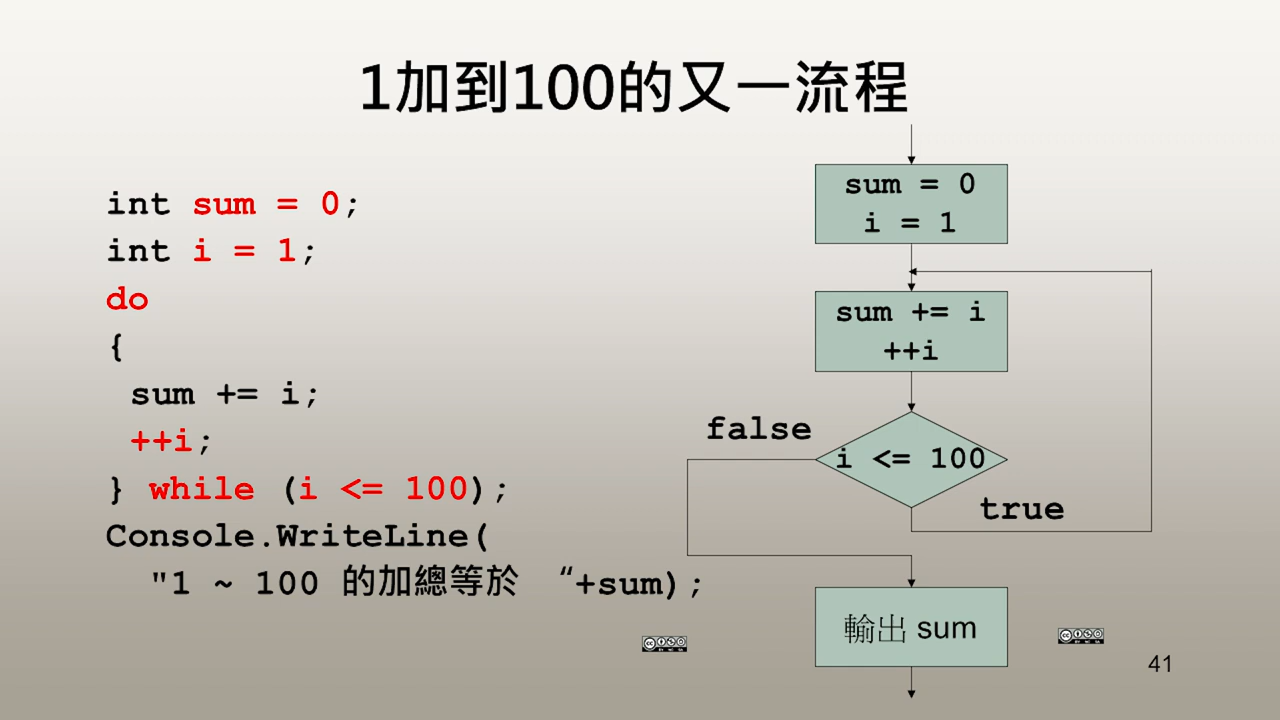 1加到100的又一流程
int sum = 0;
int i = 1;
do
{
sum += i;
++i;
} while (i <= 100);
Console.WriteLine(
"1 ~ 100 的加總等於 “+sum);
sum = 0
i = 1
sum += i
++i
false
i <= 100
true
輸出 sum
41